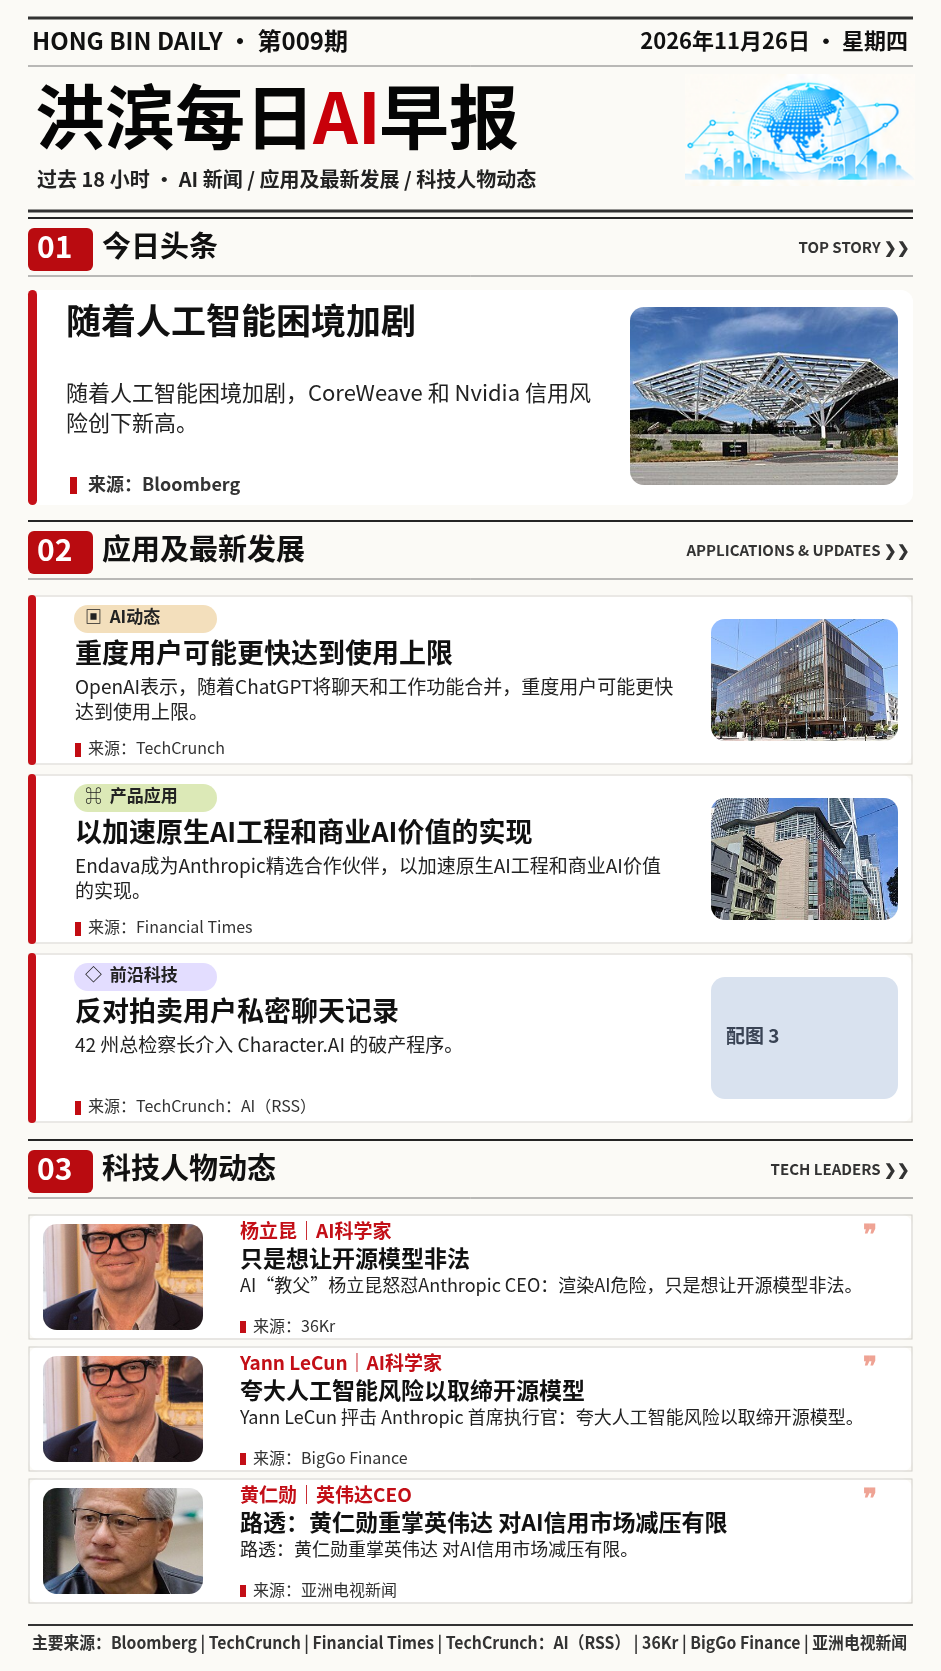 HONG BIN DAILY • 第009期
2026年11月26日 • 星期四
洪滨每日AI早报
过去 18 小时 • AI 新闻 / 应用及最新发展 / 科技人物动态
01 今日头条
TOP STORY ❯❯
随着人工智能困境加剧
随着人工智能困境加剧，CoreWeave 和 Nvidia 信用风
险创下新高。
来源：Bloomberg
02 应用及最新发展
APPLICATIONS & UPDATES ❯❯
▣ AI动态
重度用户可能更快达到使用上限
OpenAI表示，随着ChatGPT将聊天和工作功能合并，重度用户可能更快
达到使用上限。
来源：TechCrunch
⌘ 产品应用
以加速原生AI工程和商业AI价值的实现
Endava成为Anthropic精选合作伙伴，以加速原生AI工程和商业AI价值
的实现。
来源：Financial Times
◇ 前沿科技
反对拍卖用户私密聊天记录
42 州总检察长介入 Character.AI 的破产程序。
来源：TechCrunch：AI（RSS）
配图 3
03 科技人物动态
TECH LEADERS ❯❯
杨立昆｜AI科学家
只是想让开源模型非法
AI“教父”杨立昆怒怼Anthropic CEO：渲染AI危险，只是想让开源模型非法。
来源：36Kr
Yann LeCun｜AI科学家
夸大人工智能风险以取缔开源模型
Yann LeCun 抨击 Anthropic 首席执行官：夸大人工智能风险以取缔开源模型。
来源：BigGo Finance
黄仁勋｜英伟达CEO
路透：黄仁勋重掌英伟达 对AI信用市场减压有限
路透：黄仁勋重掌英伟达 对AI信用市场减压有限。
来源：亚洲电视新闻
主要来源：Bloomberg | TechCrunch | Financial Times | TechCrunch：AI（RSS） | 36Kr | BigGo Finance | 亚洲电视新闻